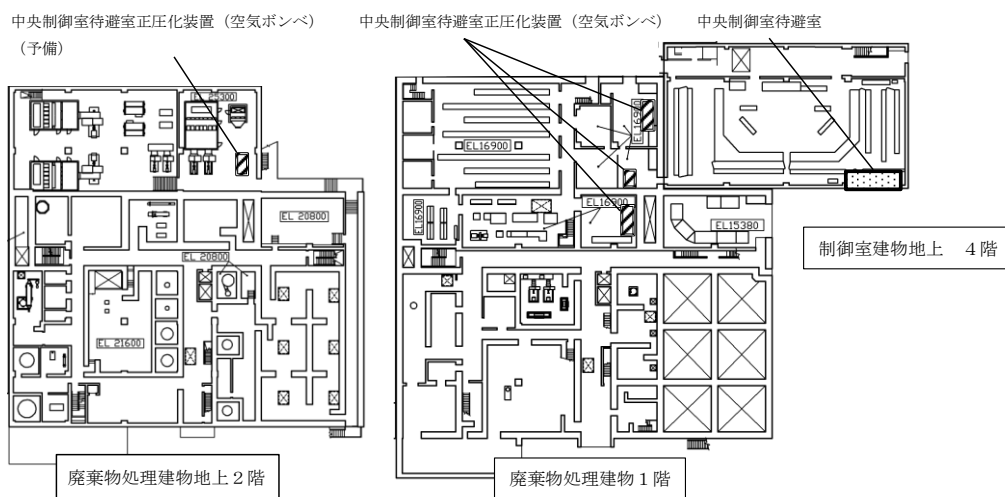 中央制御室待避室正圧化装置（空気ボンベ）
（予備）
中央制御室待避室正圧化装置（空気ボンベ）
中央制御室待避室
EL 25300
EL 20800
EL 20800
EL 21600
EL16900
EL16900
EL16900
EL16900
EL15380
制御室建物地上　4階
廃棄物処理建物地上２階
廃棄物処理建物１階